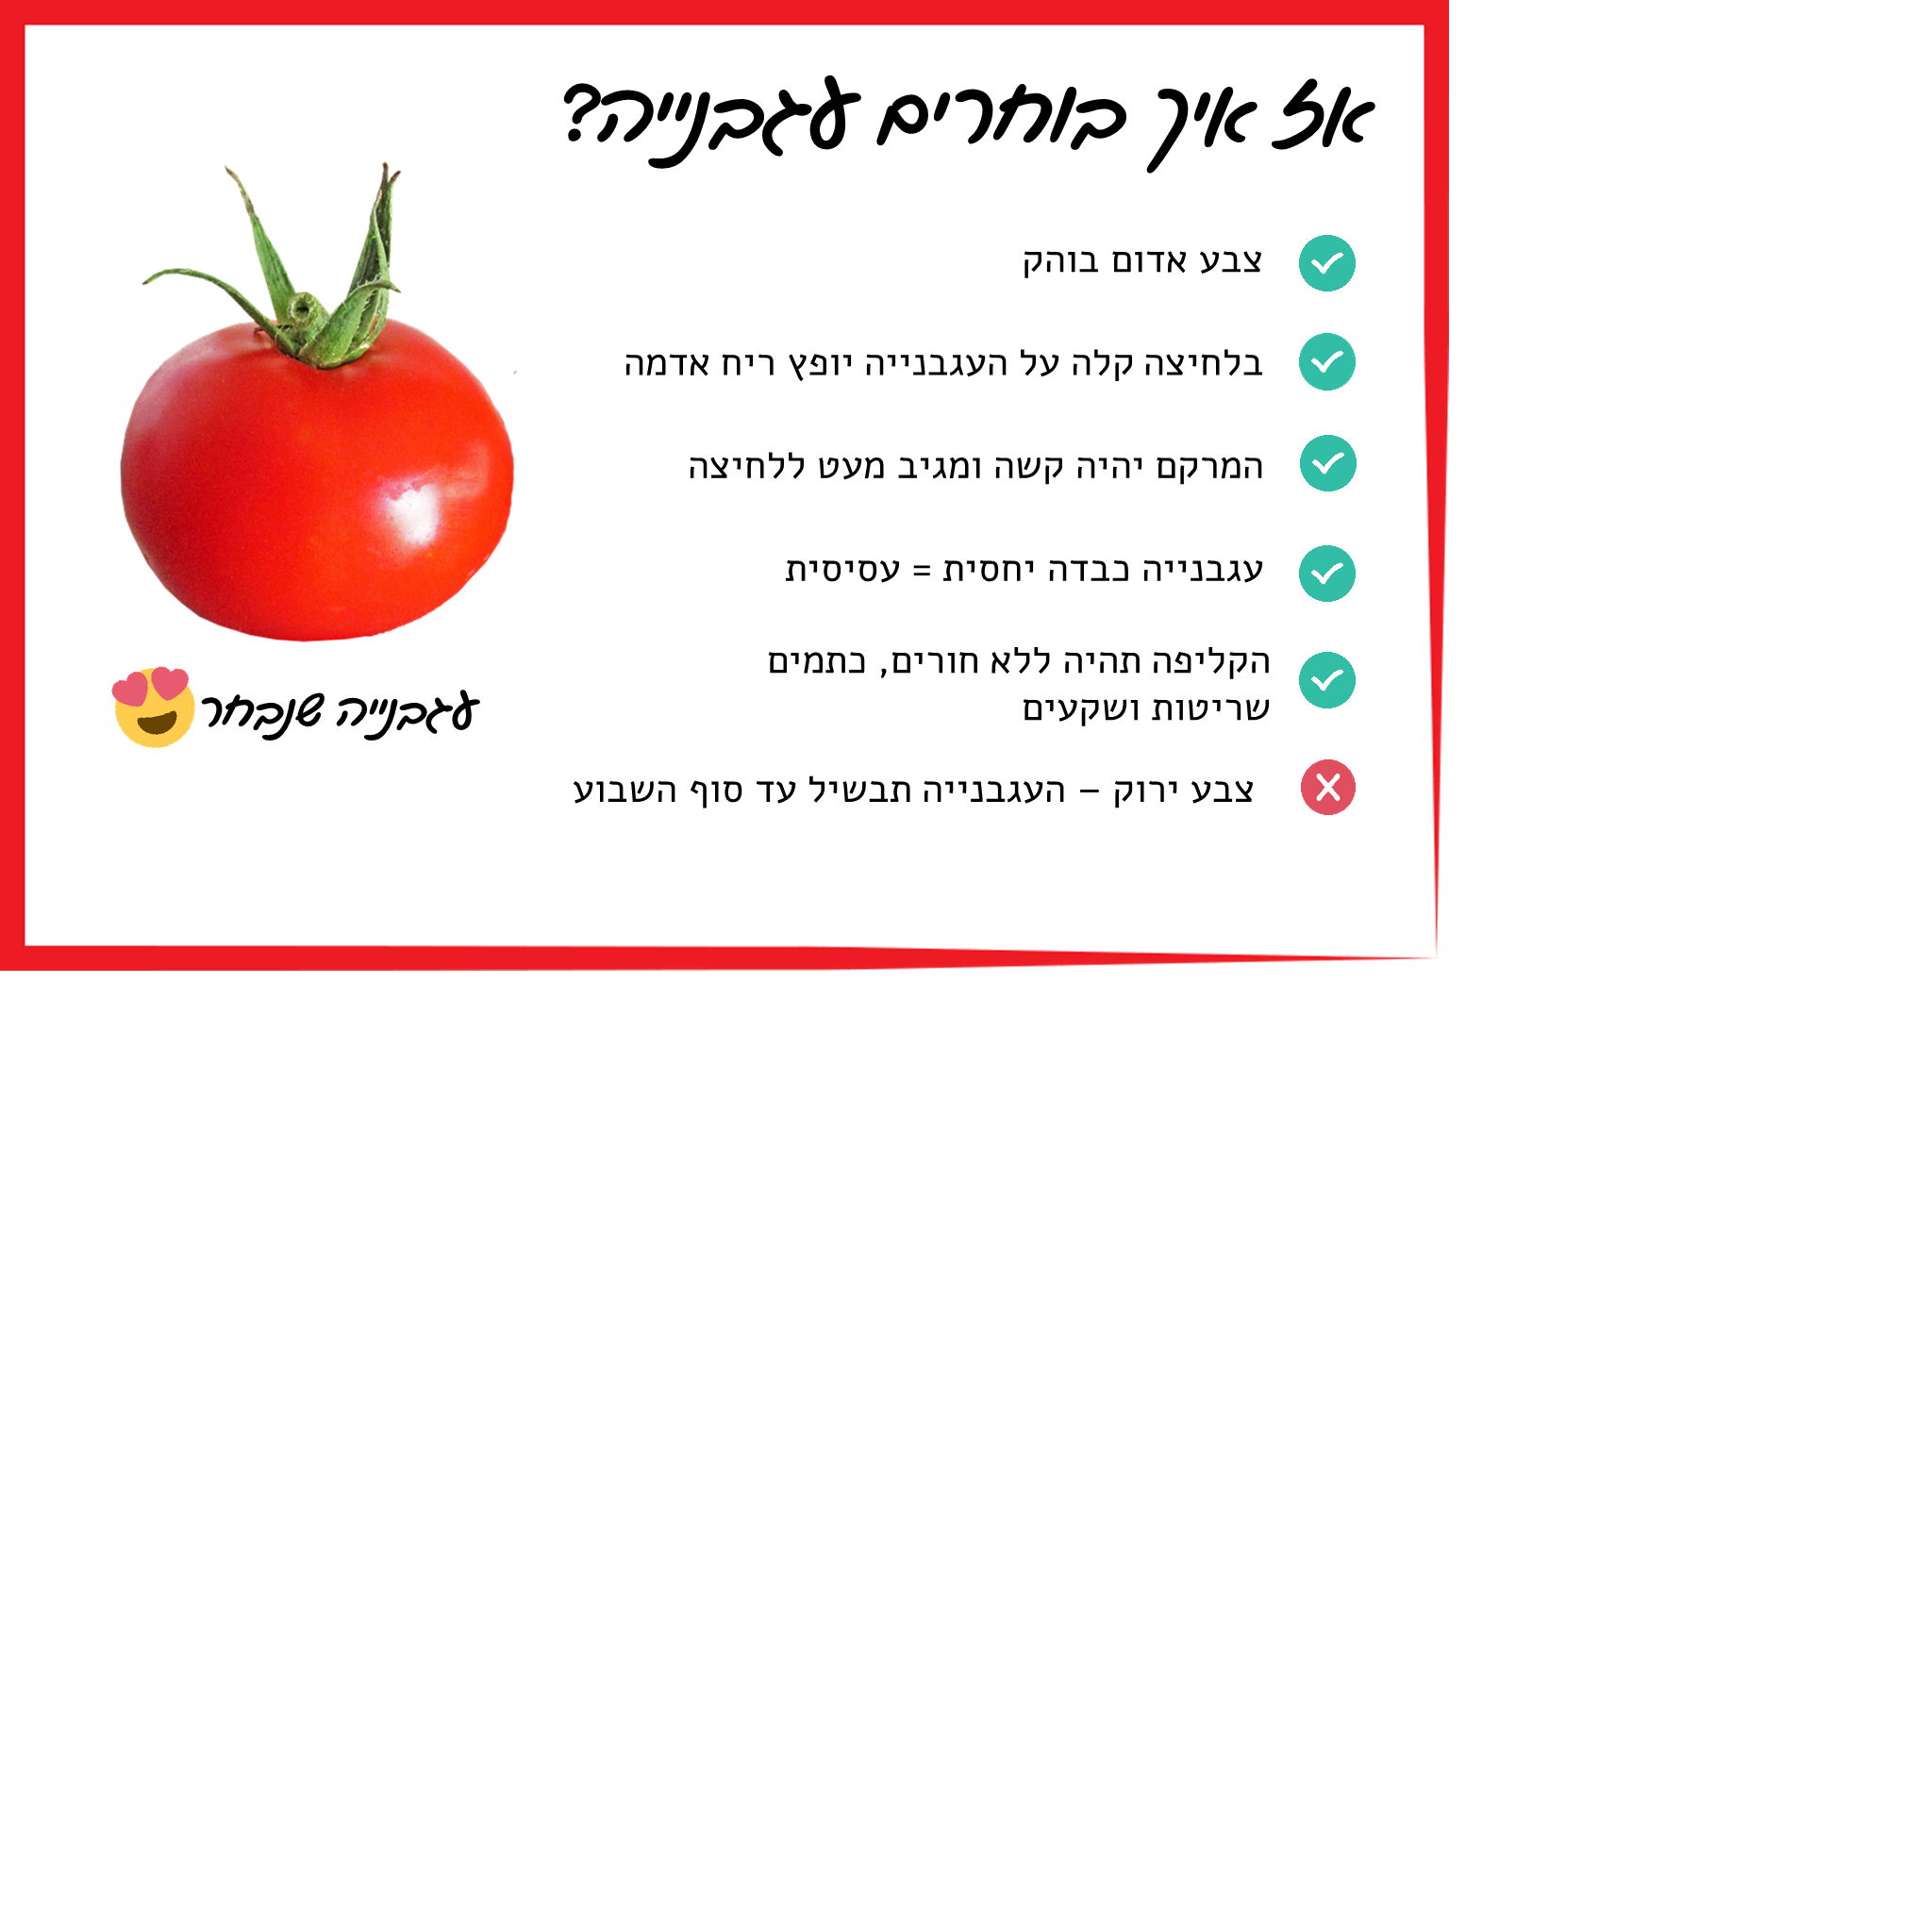 אז איך בוחרים עגבנייה?
צבע אדום בוהק
בלחיצה קלה על העגבנייה יופץ ריח אדמה
המרקם יהיה קשה ומגיב מעט ללחיצה
עגבנייה כבדה יחסית = עסיסית
הקליפה תהיה ללא חורים, כתמים
שריטות ושקעים
צבע ירוק – העגבנייה תבשיל עד סוף השבוע
עגבנייה שנבחר